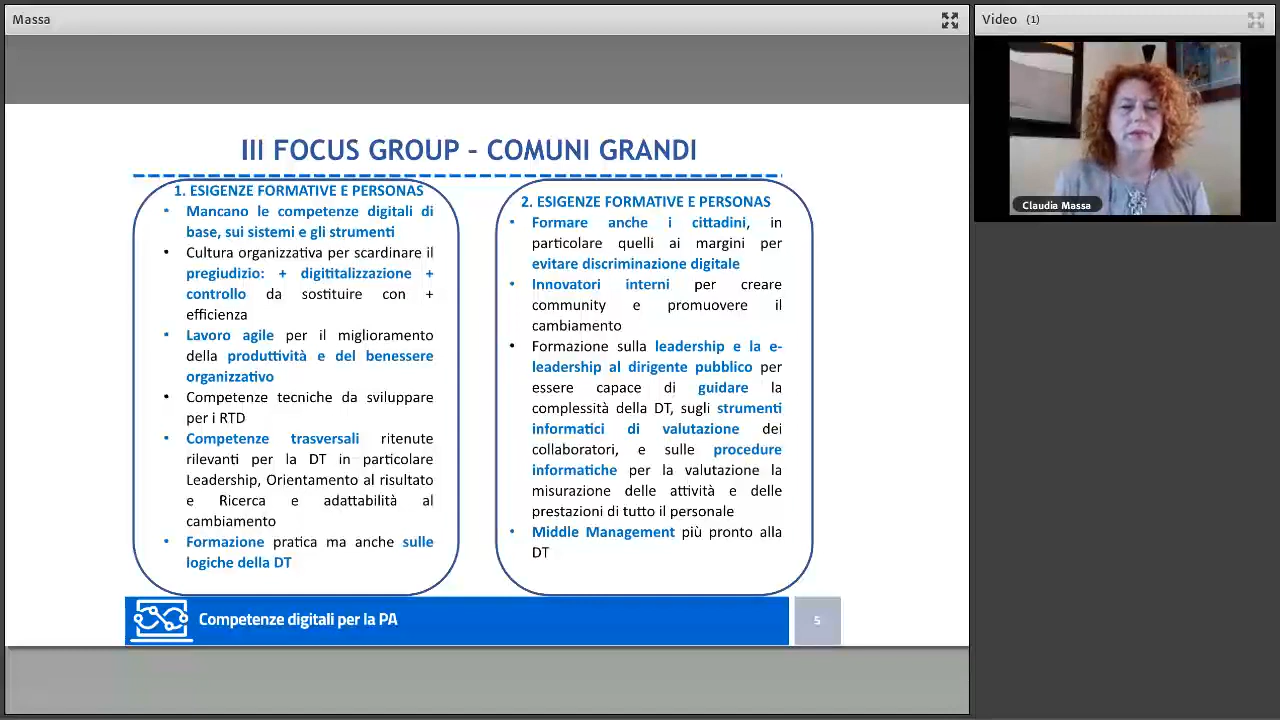 Massa
Video (1)
Claudia Massa
III FOCUS GROUP – COMUNI GRANDI
1. ESIGENZE FORMATIVE E PERSONAS
• Mancano le competenze digitali di
base, sui sistemi e gli strumenti
• Cultura organizzativa per scardinare il
pregiudizio: + digititalizzazione +
controllo da sostituire con +
efficienza
• Lavoro agile per il miglioramento
della produttività e del benessere
organizzativo
• Competenze tecniche da sviluppare
per i RTD
• Competenze trasversali ritenute
rilevanti per la DT in particolare
Leadership, Orientamento al risultato
e Ricerca e adattabilità al
cambiamento
• Formazione pratica ma anche sulle
logiche della DT
2. ESIGENZE FORMATIVE E PERSONAS
• Formare anche i cittadini, in
particolare quelli ai margini per
evitare discriminazione digitale
• Innovatori interni per creare
community e promuovere il
cambiamento
• Formazione sulla leadership e la e-
leadership al dirigente pubblico per
essere capace di guidare la
complessità della DT, sugli strumenti
informatici di valutazione dei
collaboratori, e sulle procedure
informatiche per la valutazione la
misurazione delle attività e delle
prestazioni di tutto il personale
• Middle Management più pronto alla
DT
Competenze digitali per la PA
5